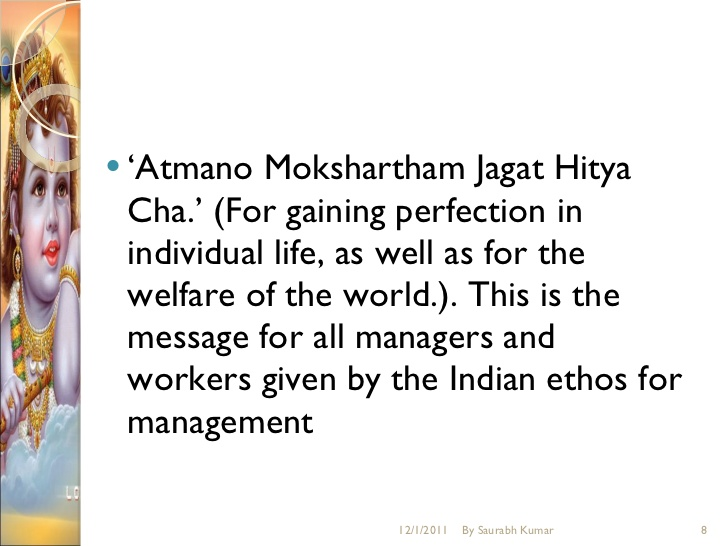 • ‘Atmano Mokshartham Jagat Hitya
Cha.’ (For gaining perfection in
individual life, as well as for the
welfare of the world.). This is the
message for all managers and
workers given by the Indian ethos for
management
12/1/2011 By Saurabh Kumar 8